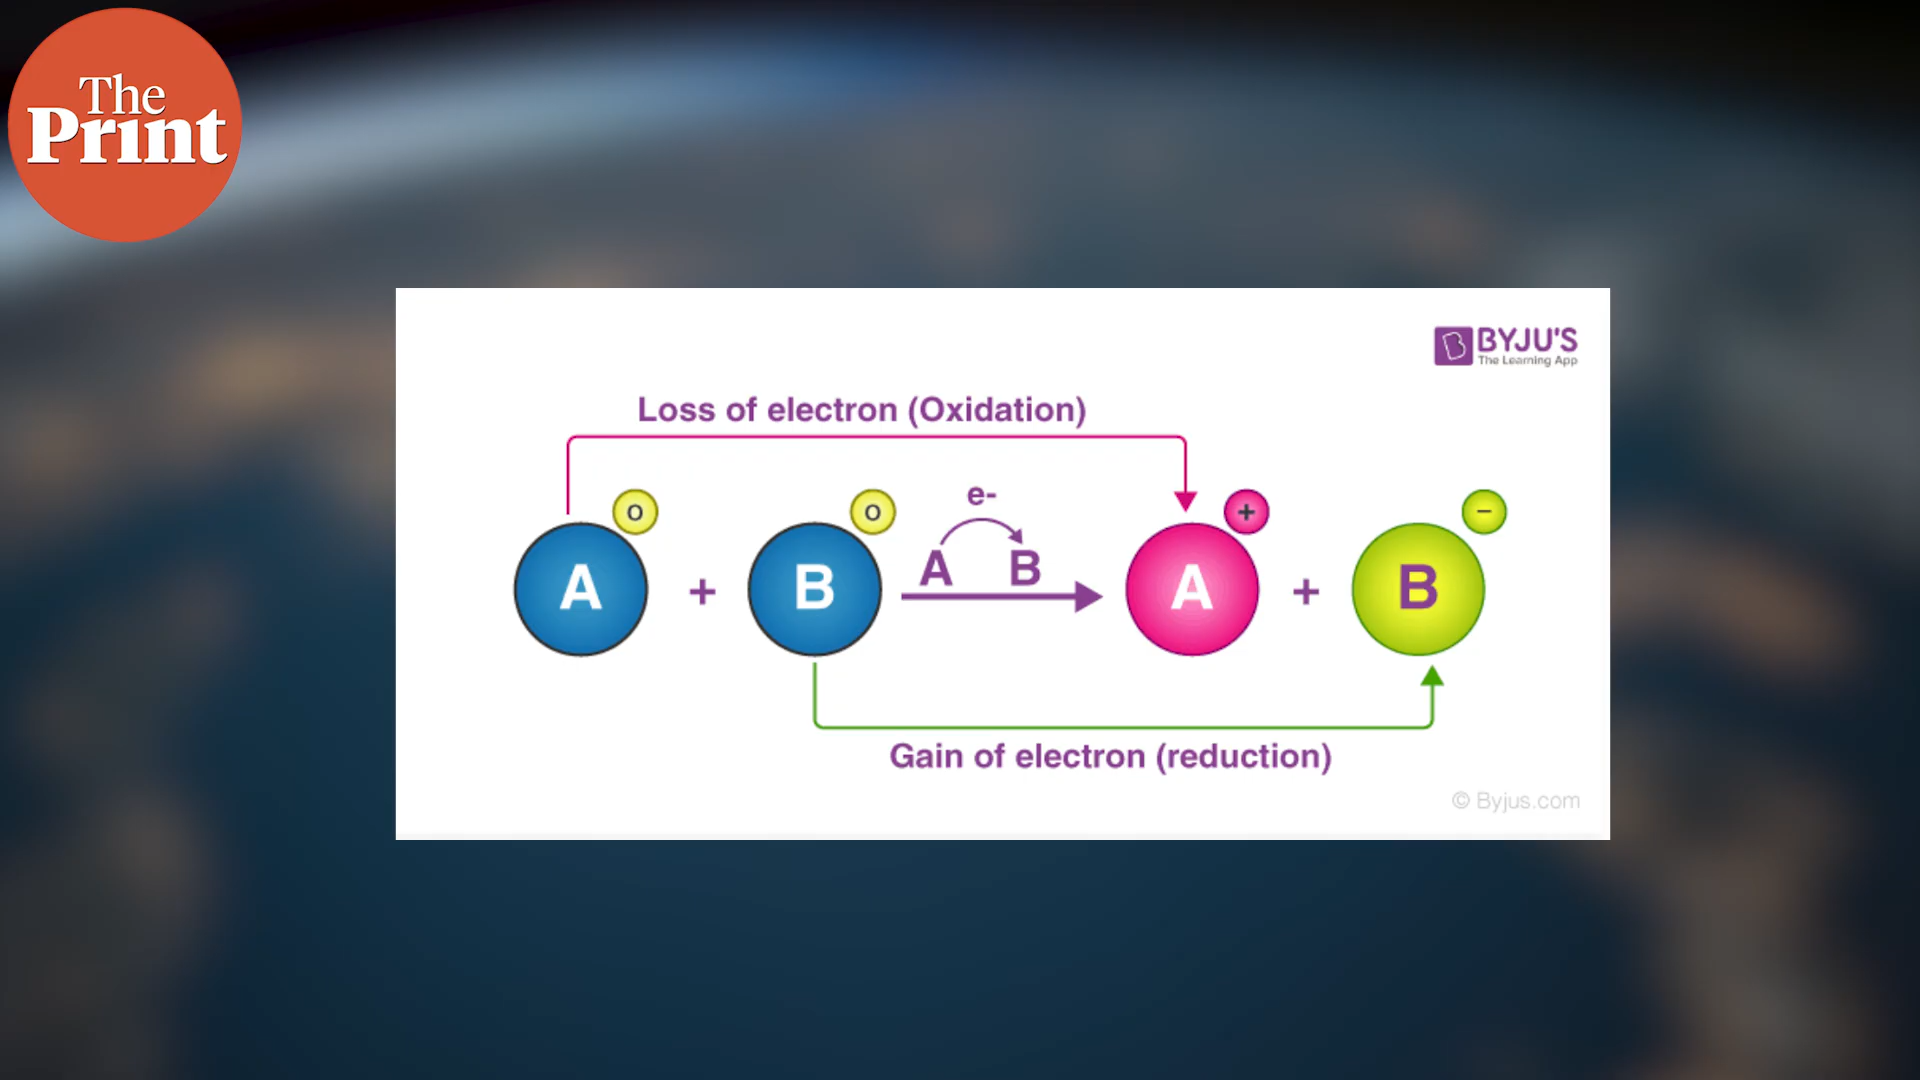 The
Print
BYJU'S
The Learning App
Loss of electron (Oxidation)
e-
o
o
+
−
A
+
B
A
B
A
+
B
Gain of electron (reduction)
© Byjus.com